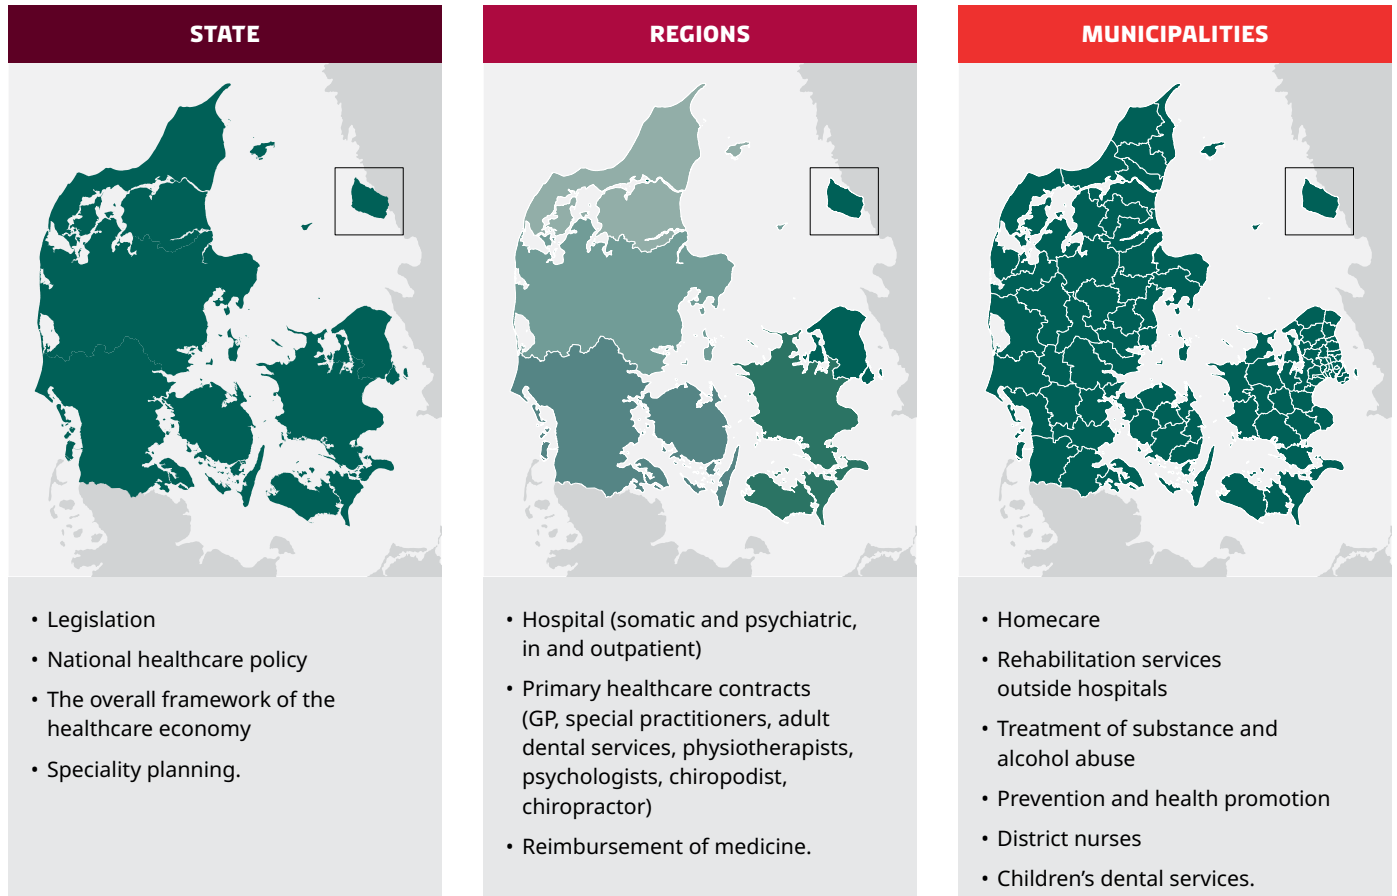 STATE
• Legislation
• National healthcare policy
• The overall framework of the
healthcare economy
• Speciality planning.
REGIONS
• Hospital (somatic and psychiatric,
in and outpatient)
• Primary healthcare contracts
(GP, special practitioners, adult
dental services, physiotherapists,
psychologists, chiropodist,
chiropractor)
• Reimbursement of medicine.
MUNICIPALITIES
• Homecare
• Rehabilitation services
outside hospitals
• Treatment of substance and
alcohol abuse
• Prevention and health promotion
• District nurses
• Children’s dental services.